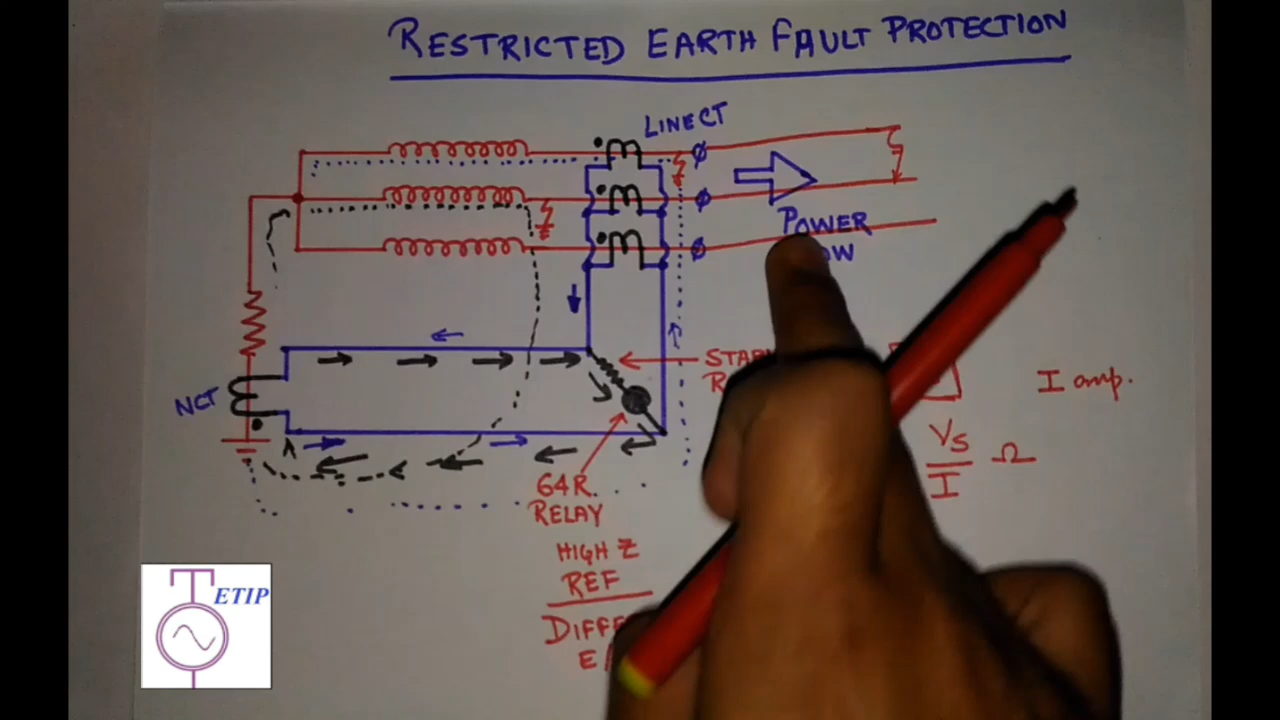 RESTRICTED EARTH FAULT PROTECTION
LINE CT
POWER
NCT
I amp.
Vs
I
Ω
64R.
RELAY
HIGH Z
REF
ETIP